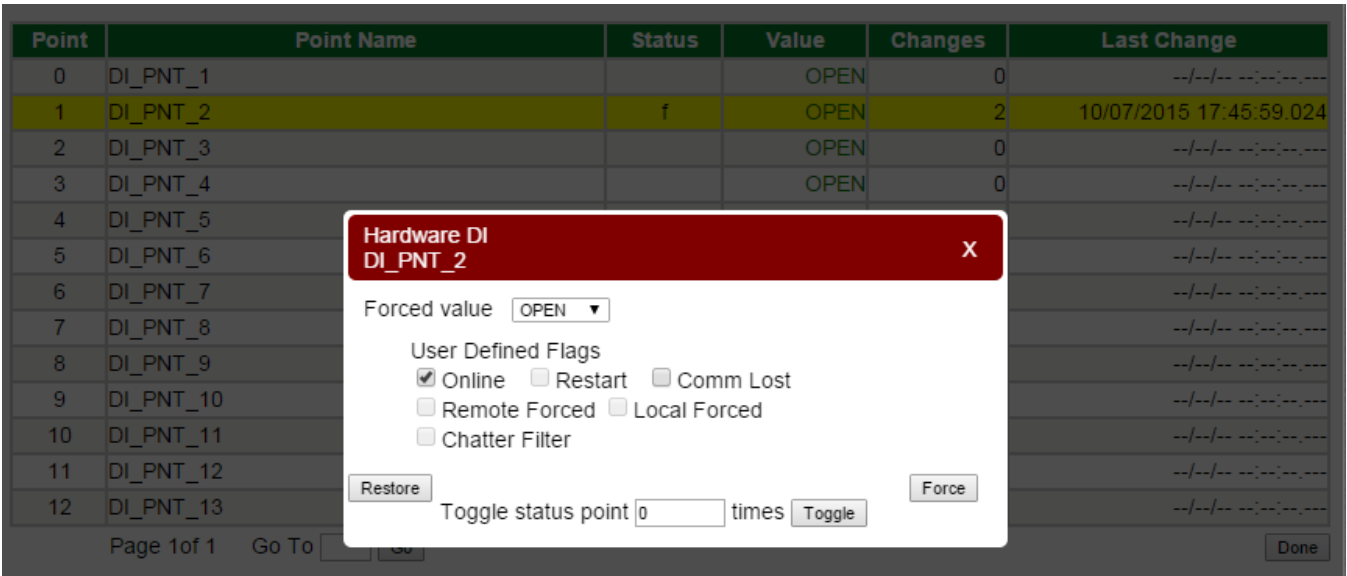 Point Point Name Status Value Changes Last Change
0 DI_PNT_1 OPEN 0 --/--/-- --:--:--.---
1 DI_PNT_2 f OPEN 2 10/07/2015 17:45:59.024
2 DI_PNT_3 OPEN 0 --/--/-- --:--:--.---
3 DI_PNT_4 OPEN 0 --/--/-- --:--:--.---
4 DI_PNT_5 --/--/-- --:--:--.---
5 DI_PNT_6 --/--/-- --:--:--.---
6 DI_PNT_7 --/--/-- --:--:--.---
7 DI_PNT_8 --/--/-- --:--:--.---
8 DI_PNT_9 --/--/-- --:--:--.---
9 DI_PNT_10 --/--/-- --:--:--.---
10 DI_PNT_11 --/--/-- --:--:--.---
11 DI_PNT_12 --/--/-- --:--:--.---
12 DI_PNT_13 --/--/-- --:--:--.---
Page 1of 1 Go To Go Done
Hardware DI
DI_PNT_2 X
Forced value OPEN
User Defined Flags
Online Restart Comm Lost
Remote Forced Local Forced
Chatter Filter
Restore Force
Toggle status point 0 times Toggle